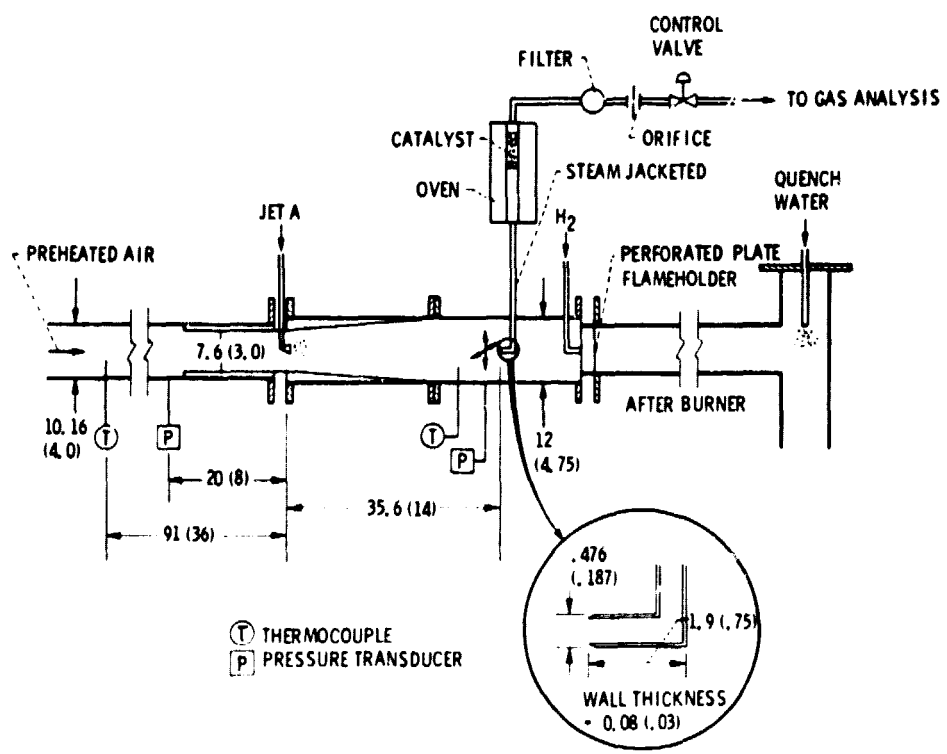 CONTROL
VALVE
FILTER
TO GAS ANALYSIS
CATALYST
ORIFICE
OVEN
STEAM JACKETED
QUENCH
WATER
JET A
H2
PREHEATED AIR
PERFORATED PLATE
FLAMEHOLDER
7.6 (3.0)
AFTER BURNER
10.16
(4.0)
T
P
T
P
12
(4.75)
20 (8)
35.6 (14)
91 (36)
.476
(.187)
1.9 (.75)
T THERMOCOUPLE
P PRESSURE TRANSDUCER
WALL THICKNESS
- 0.08 (.03)